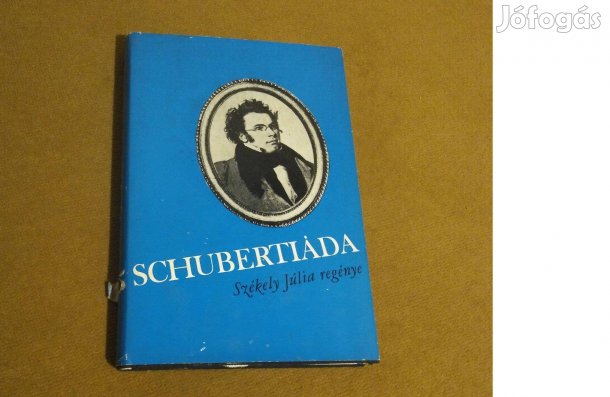 Jófogás
SCHUBERTIÁDA
Székely Júlia regénye